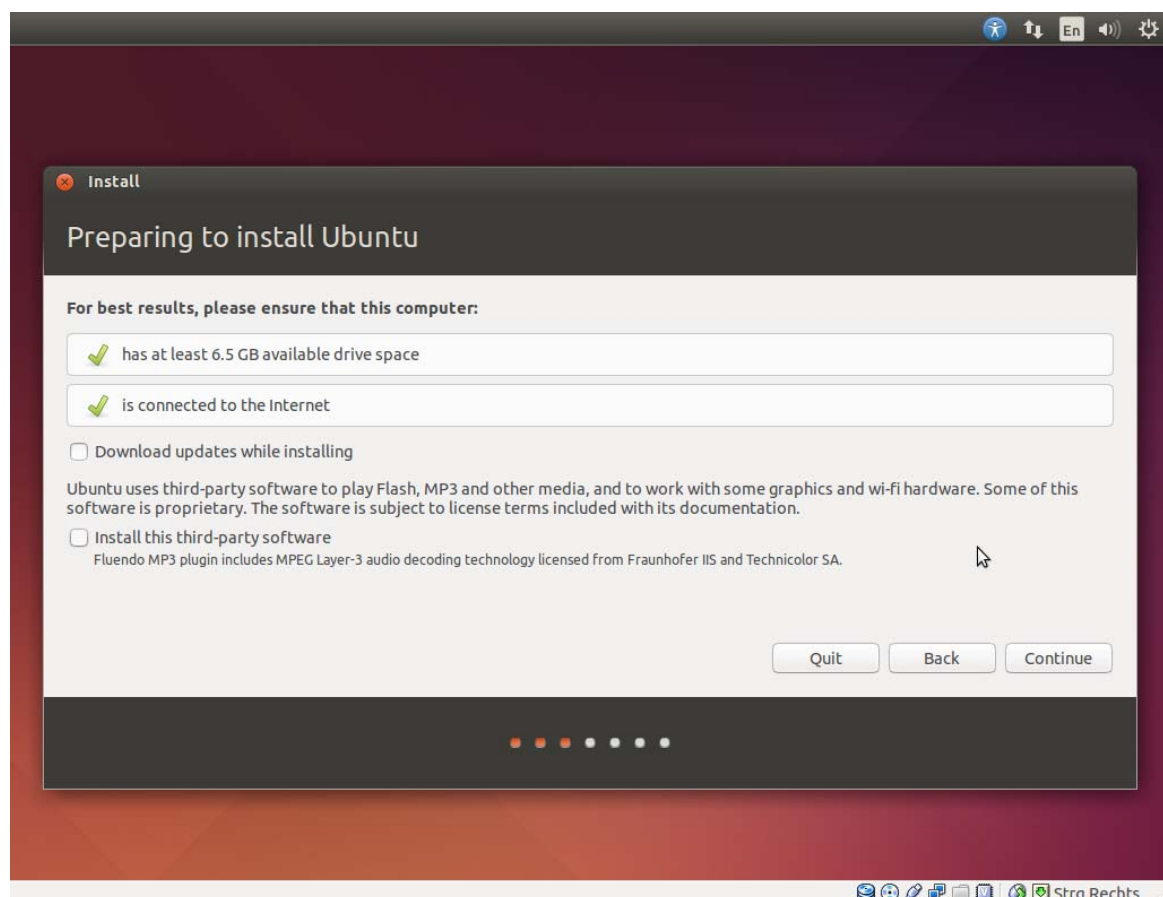 En
Install
Preparing to install Ubuntu
For best results, please ensure that this computer:
has at least 6.5 GB available drive space
is connected to the Internet
Download updates while installing
Ubuntu uses third-party software to play Flash, MP3 and other media, and to work with some graphics and wi-fi hardware. Some of this
software is proprietary. The software is subject to license terms included with its documentation.
Install this third-party software
Fluendo MP3 plugin includes MPEG Layer-3 audio decoding technology licensed from Fraunhofer IIS and Technicolor SA.
Quit Back Continue
Strg Rechts